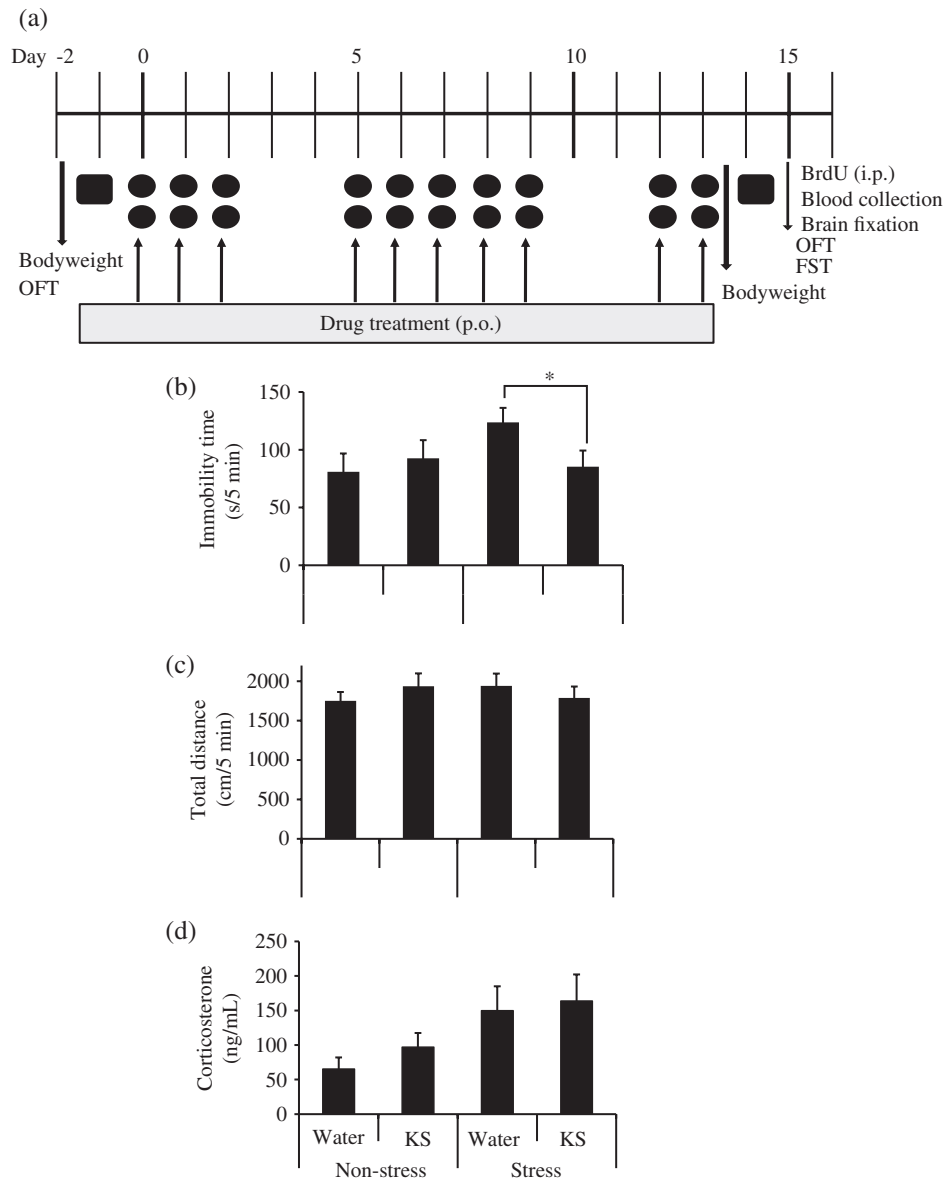 (a)
Day -2 0 5 10 15
BrdU (i.p.)
Blood collection
Brain fixation
OFT
FST
Bodyweight
OFT
Bodyweight
Drug treatment (p.o.)
(b)
Immobility time
(s/5 min)
150
100
50
0
*
(c)
Total distance
(cm/5 min)
2000
1500
1000
500
0
(d)
Corticosterone
(ng/mL)
250
200
150
100
50
0
Water KS Water KS
Non-stress Stress